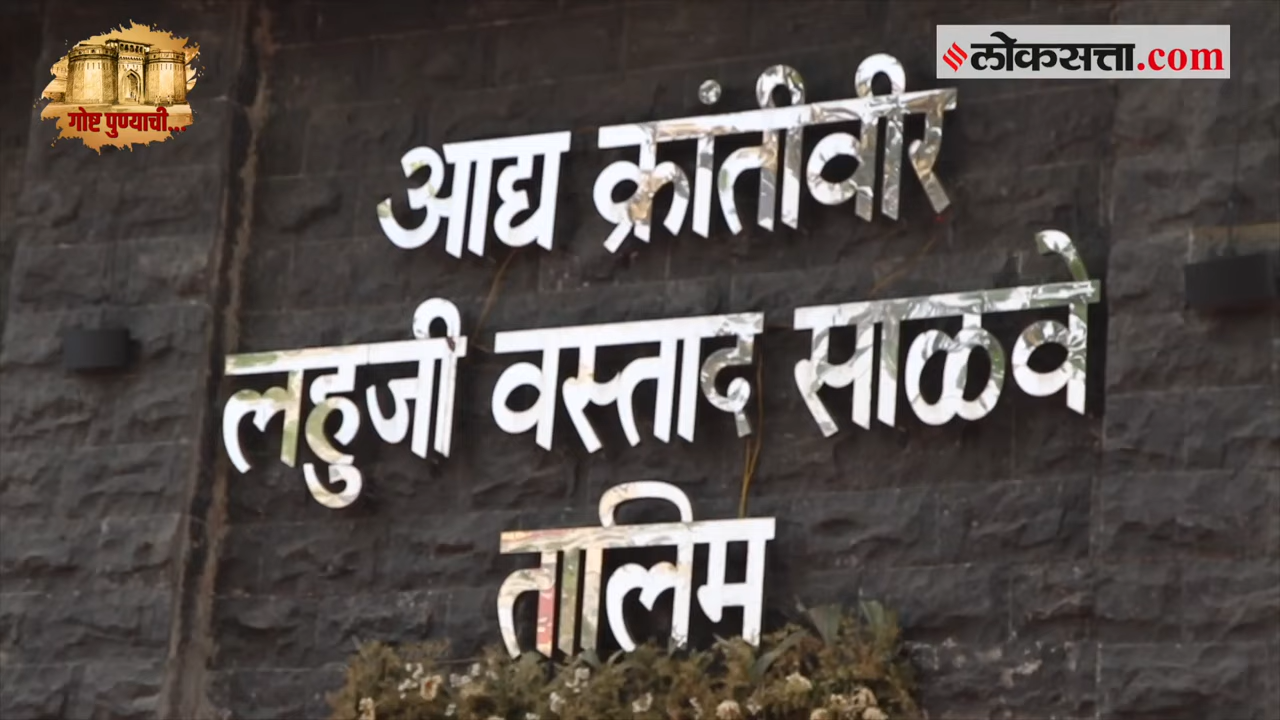 गोष्ट पुण्याची...
लोकसत्ता.com
आद्य क्रांतीवीर
लहुजी वस्ताद साळवे
तालिम